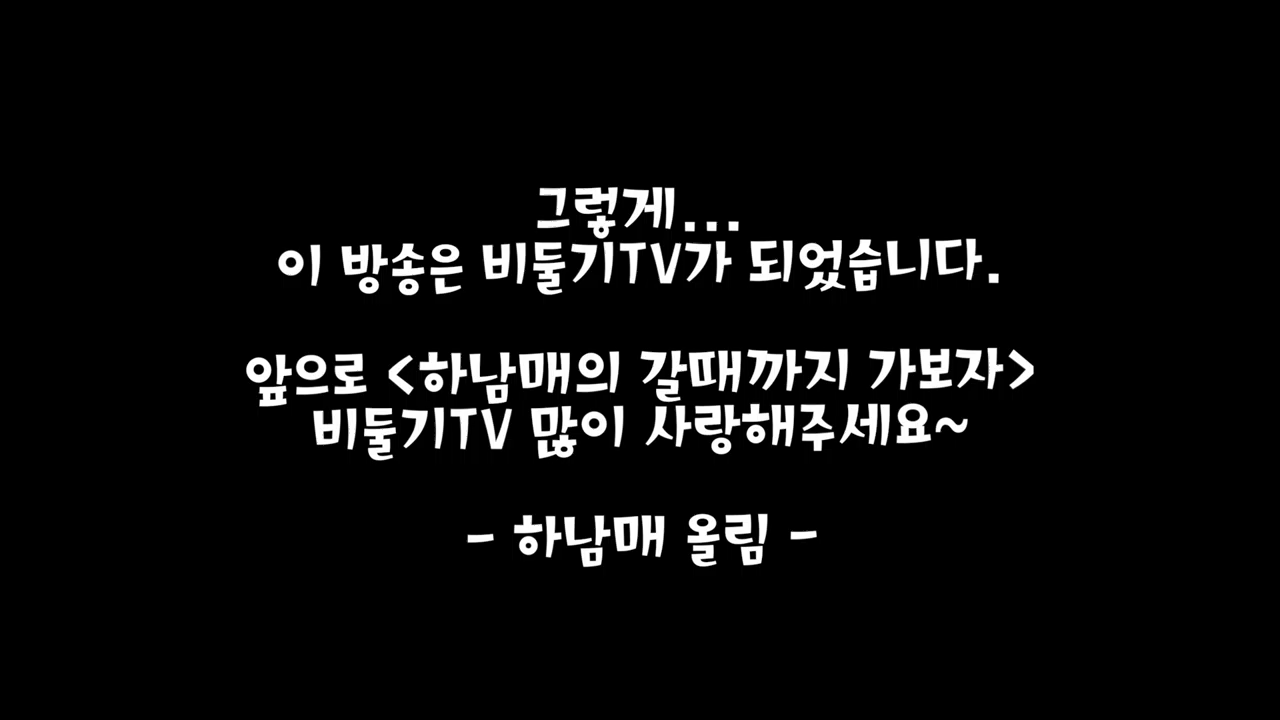 그렇게...
이 방송은 비둘기TV가 되었습니다.
앞으로 <하남매의 갈때까지 가보자>
비둘기TV 많이 사랑해주세요~
- 하남매 올림 -